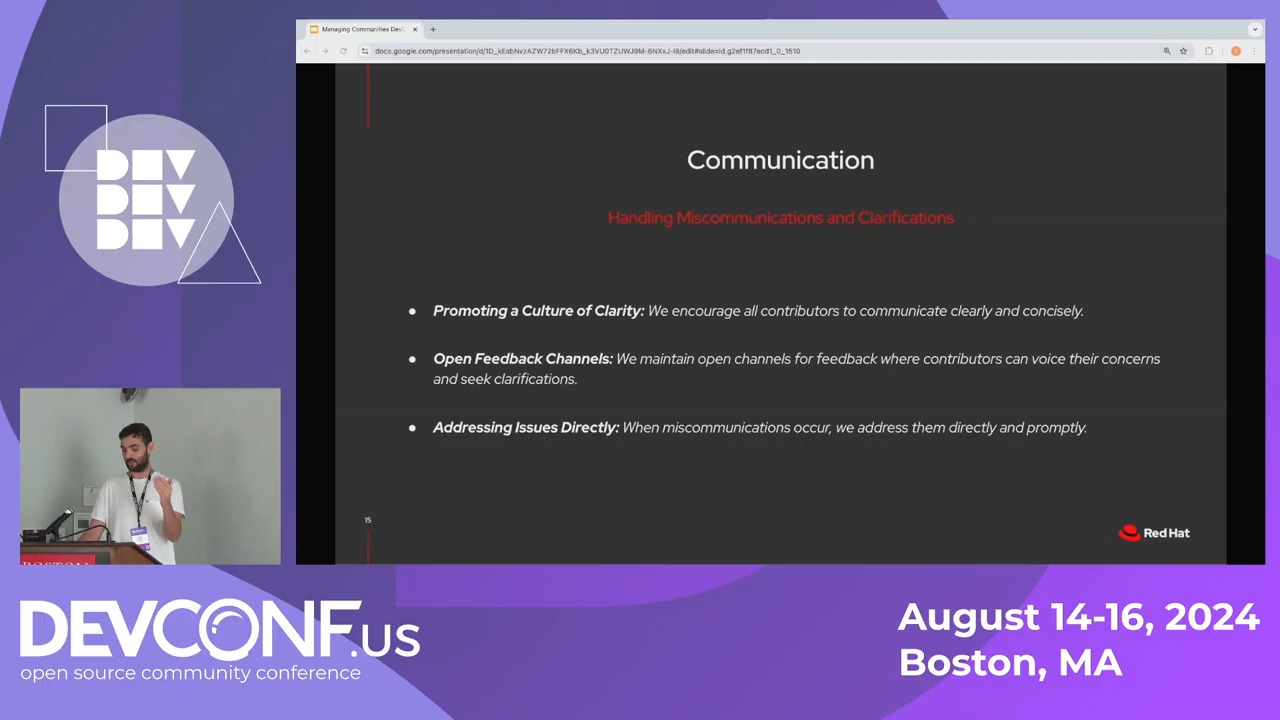 Managing Communities DevC
docs.google.com/presentation/d/1D_kEabNvzAZW72bFFX6Kb_k3VU0TZUWJ9M-6NXxJ-I8/edit#slide=id.g2ef1f87ecd1_0_1510
DEV
DEV
DEV
Communication
Handling Miscommunications and Clarifications
● Promoting a Culture of Clarity: We encourage all contributors to communicate clearly and concisely.
● Open Feedback Channels: We maintain open channels for feedback where contributors can voice their concerns
and seek clarifications.
● Addressing Issues Directly: When miscommunications occur, we address them directly and promptly.
15
Red Hat
BOSTON
DEVCONF.US
open source community conference
August 14-16, 2024
Boston, MA